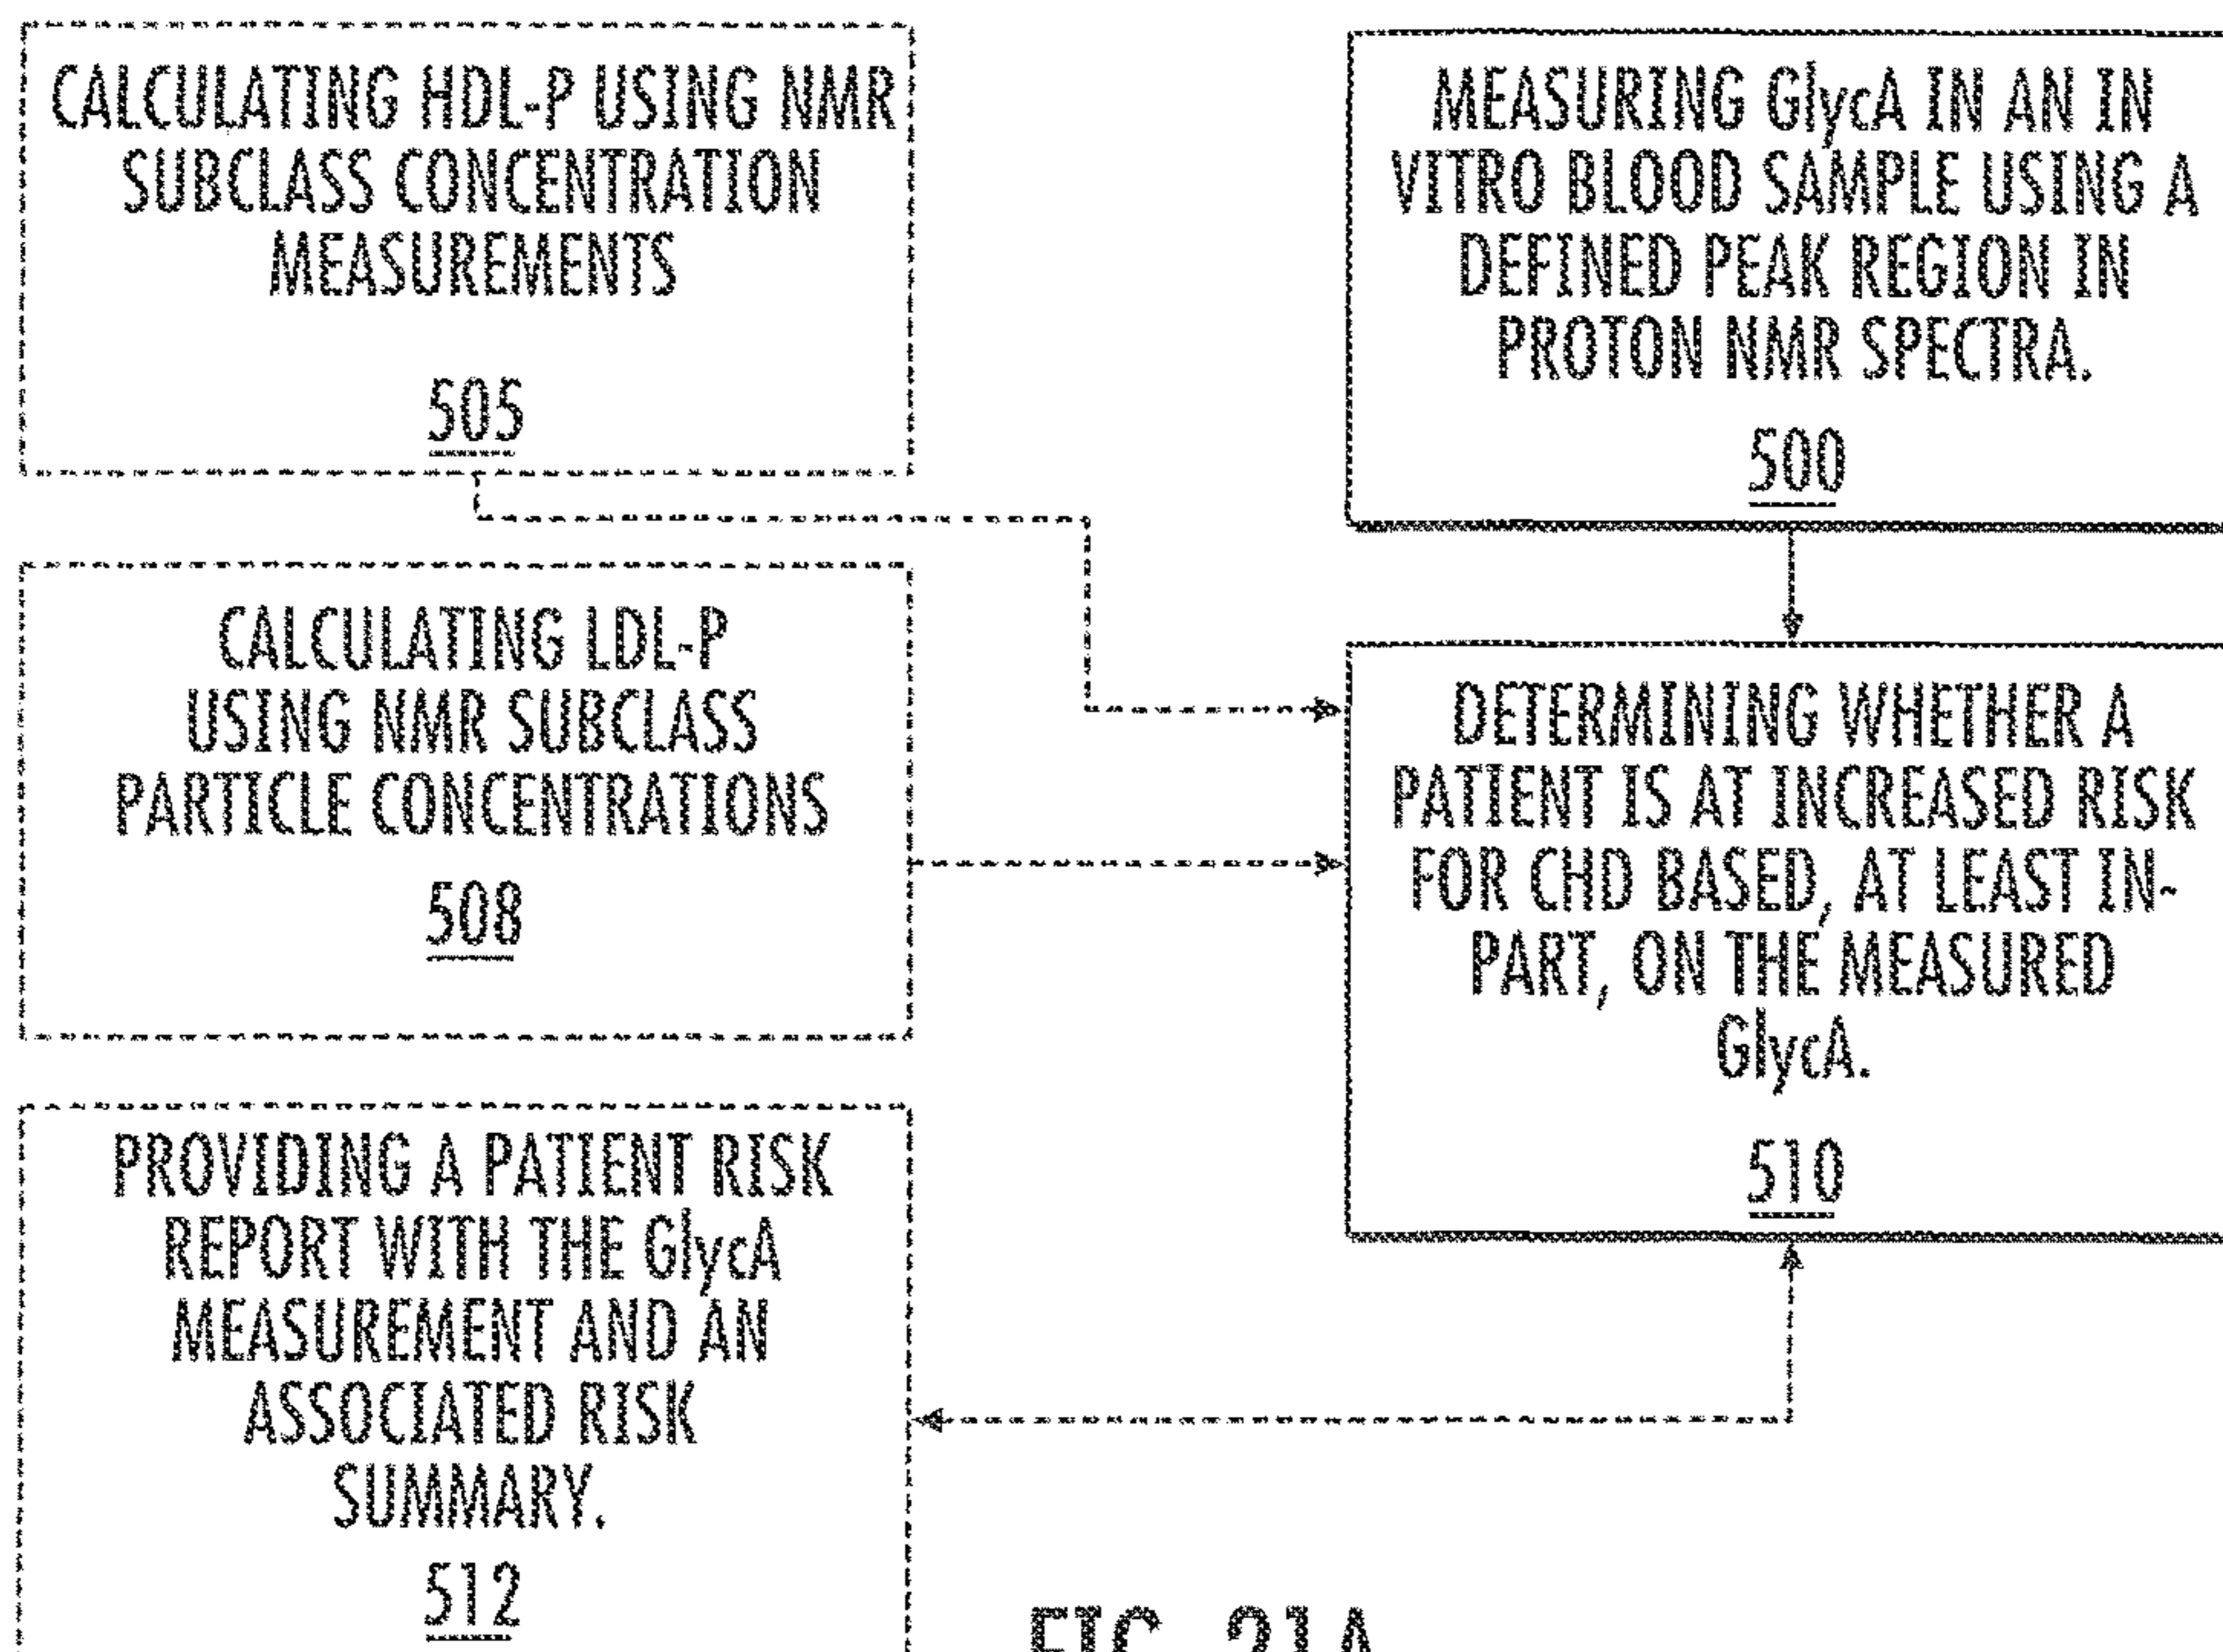 CALCULATING HDL-P USING NMR
SUBCLASS CONCENTRATION
MEASUREMENTS
505
CALCULATING LDL-P
USING NMR SUBCLASS
PARTICLE CONCENTRATIONS
508
PROVIDING A PATIENT RISK
REPORT WITH THE GlycA
MEASUREMENT AND AN
ASSOCIATED RISK
SUMMARY.
512
MEASURING GlycA IN AN IN
VITRO BLOOD SAMPLE USING A
DEFINED PEAK REGION IN
PROTON NMR SPECTRA.
500
DETERMINING WHETHER A
PATIENT IS AT INCREASED RISK
FOR CHD BASED, AT LEAST IN-
PART, ON THE MEASURED
GlycA.
510
FIG. 21A